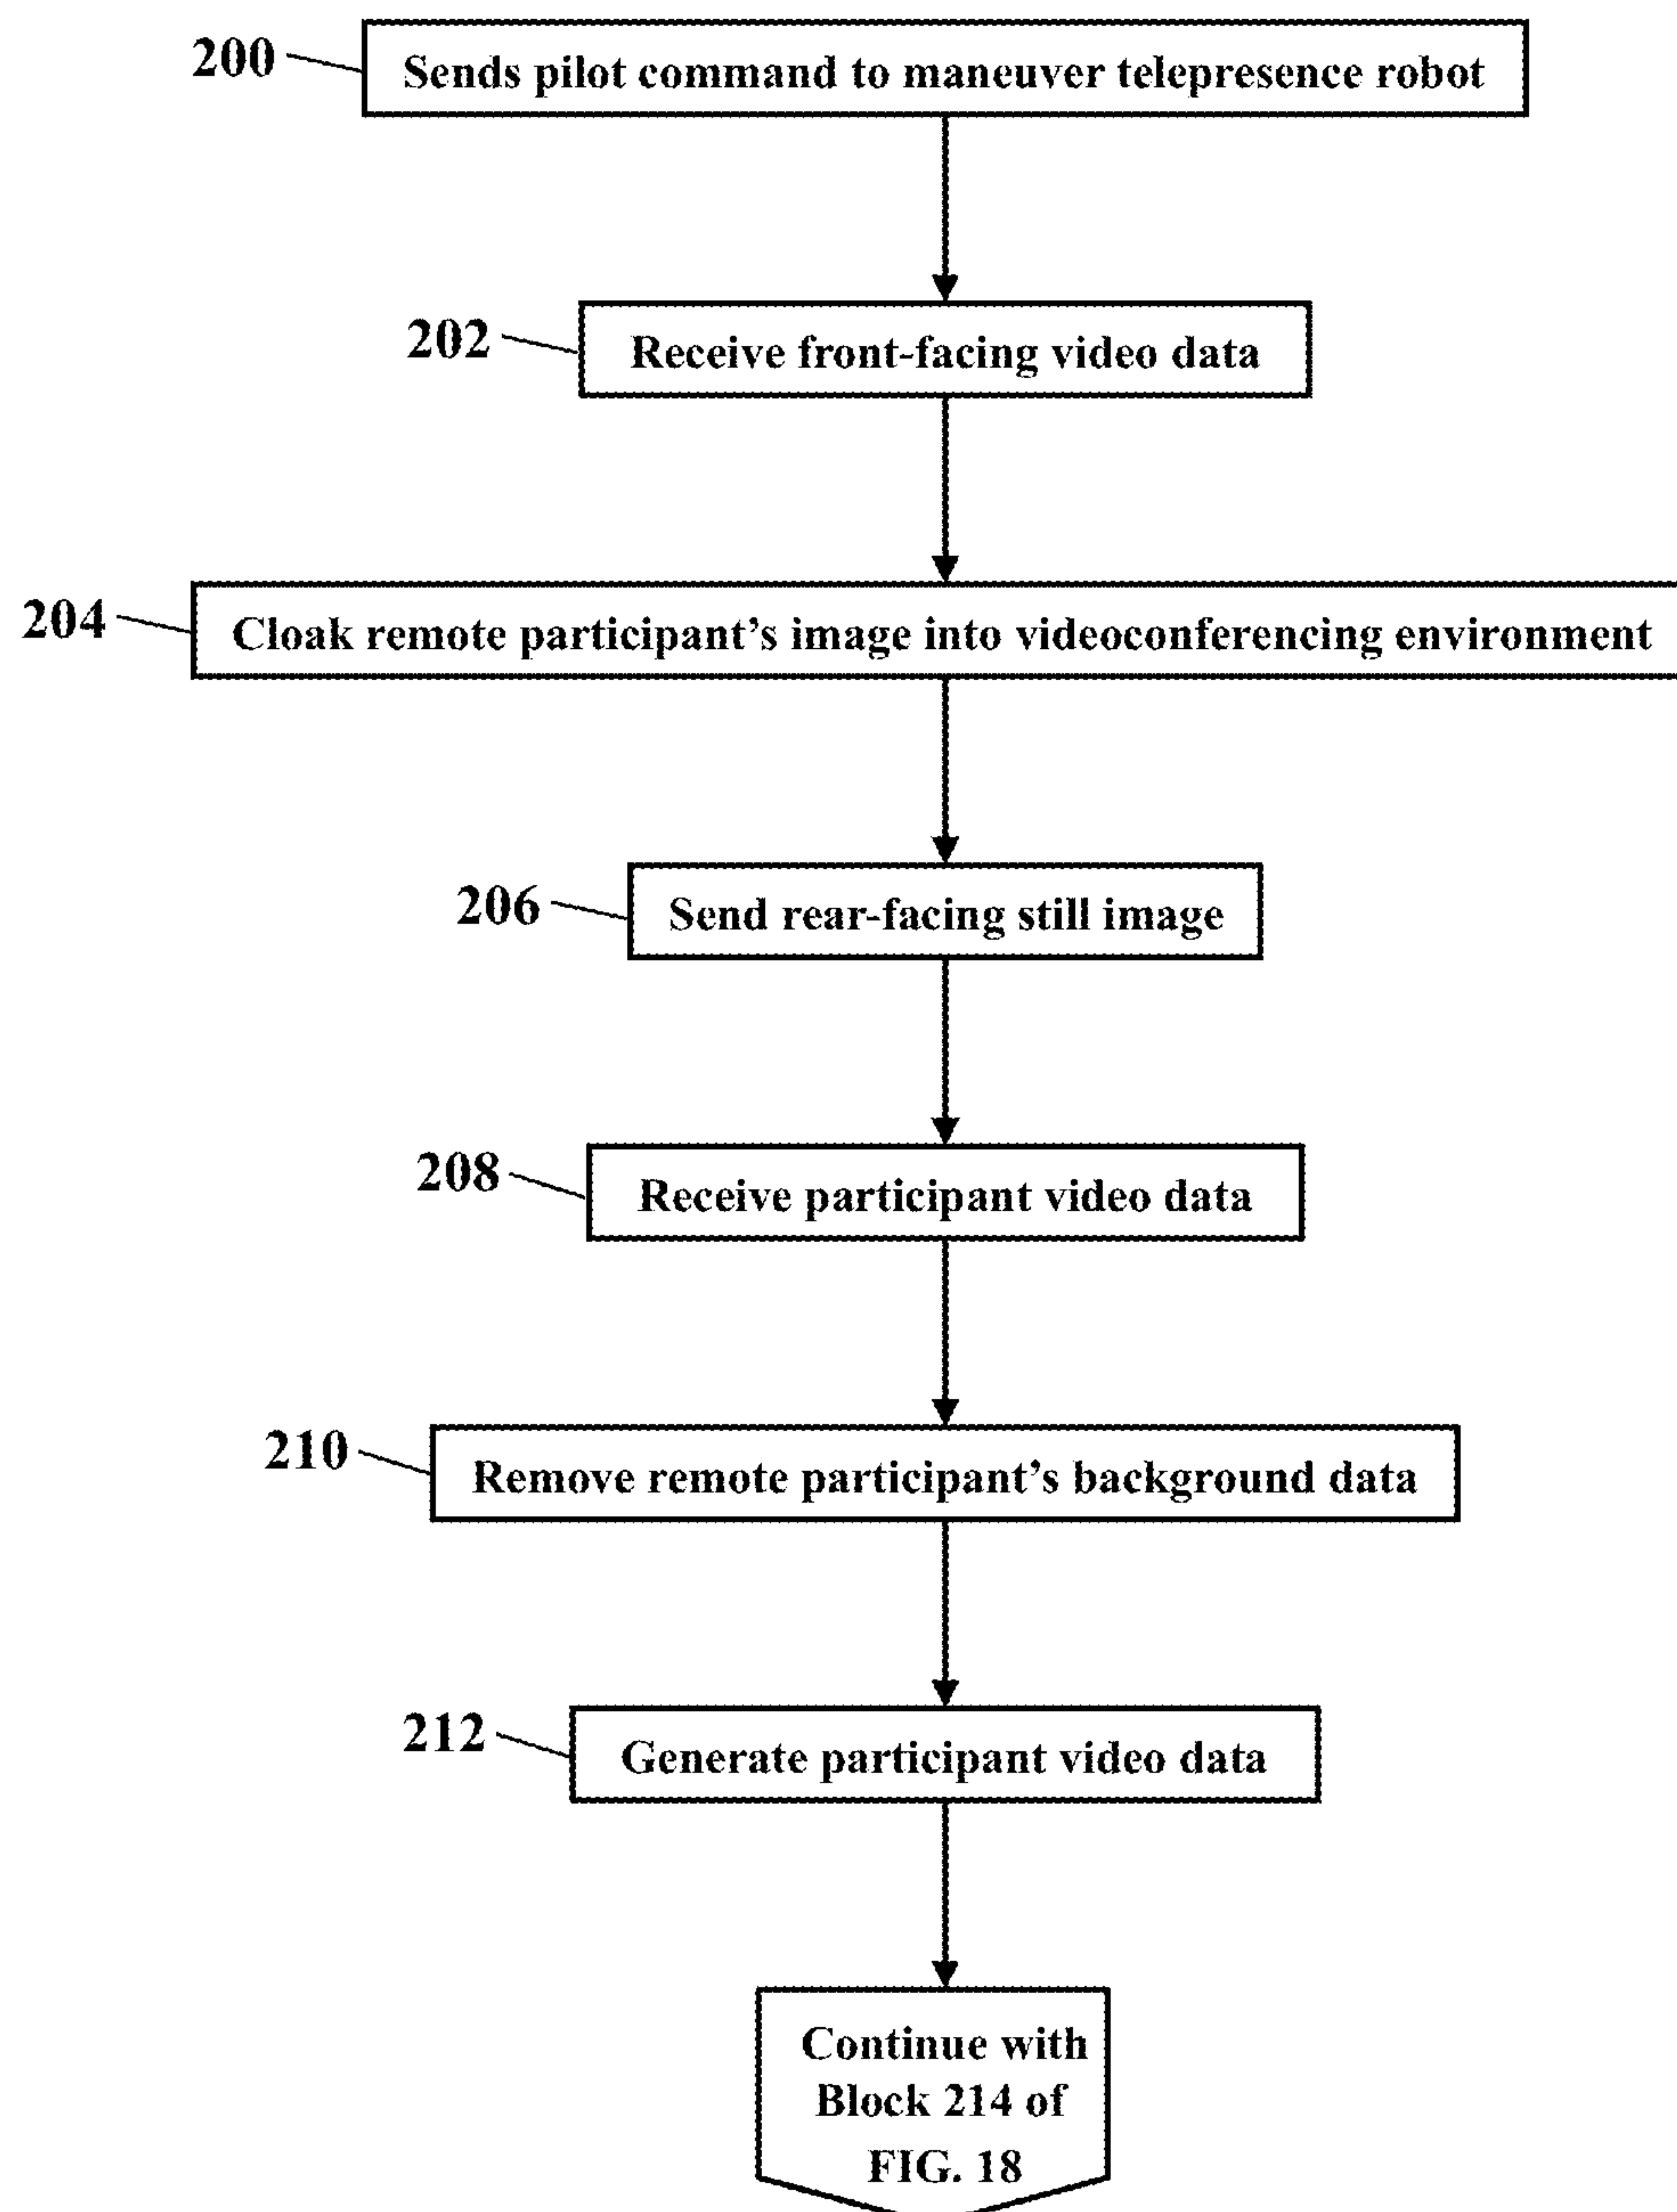 200
Sends pilot command to maneuver telepresence robot
202
Receive front-facing video data
204
Cloak remote participant's image into videoconferencing environment
206
Send rear-facing still image
208
Receive participant video data
210
Remove remote participant's background data
212
Generate participant video data
Continue with
Block 214 of
FIG. 18